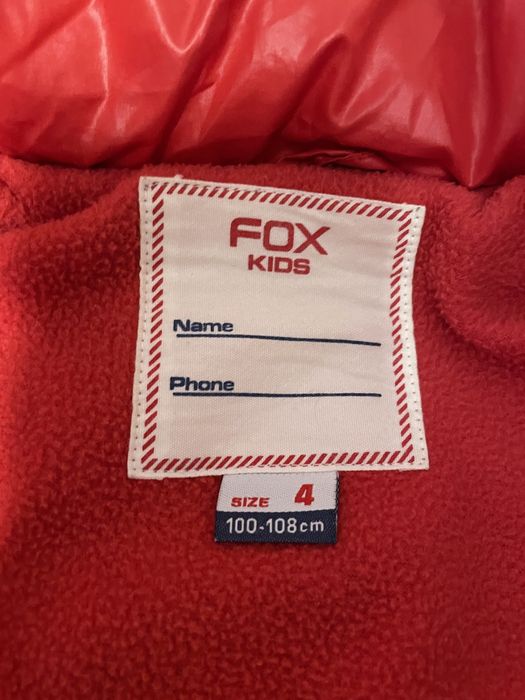 FOX
KIDS
Name
Phone
SIZE 4
100-108cm